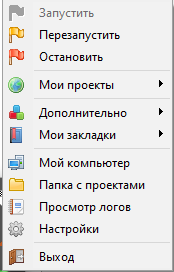 Запустить
Перезапустить
Остановить
Мои проекты
Дополнительно
Мои закладки
Мой компьютер
Папка с проектами
Просмотр логов
Настройки
Выход